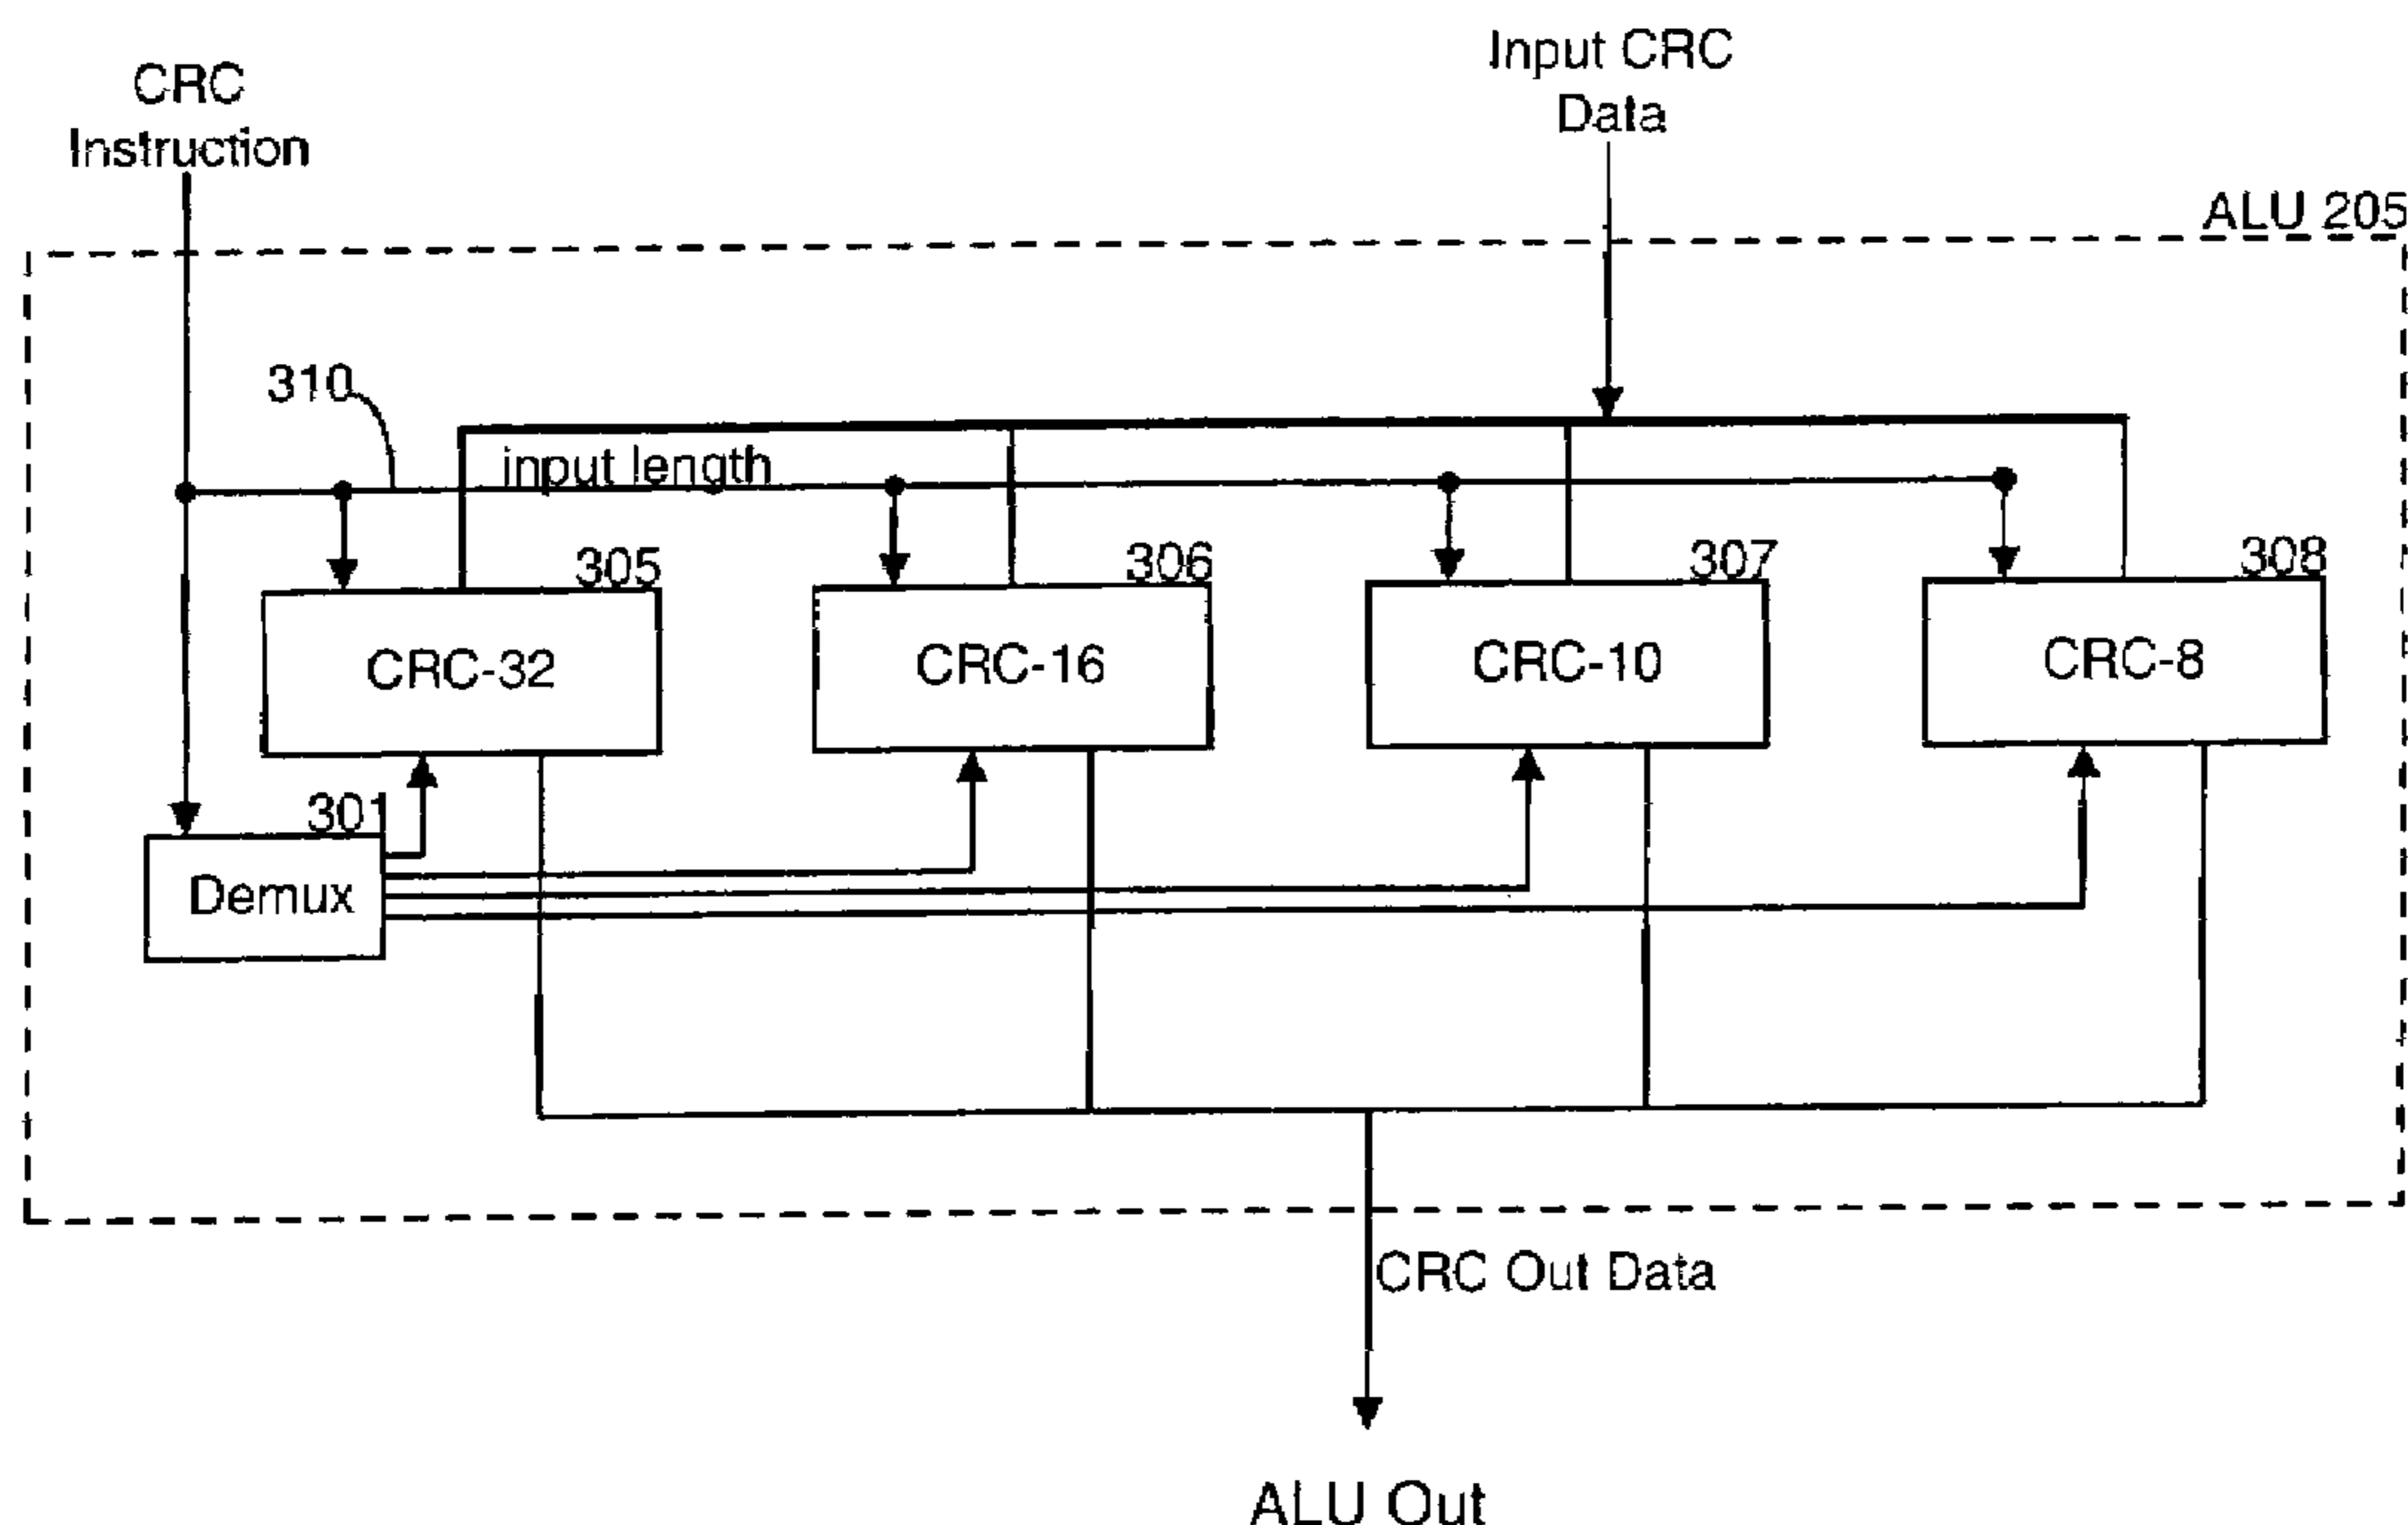 CRC
Instruction
Input CRC
Data
ALU 205
310
input length
305
306
307
308
CRC-32
CRC-16
CRC-10
CRC-8
301
Demux
CRC Out Data
ALU Out